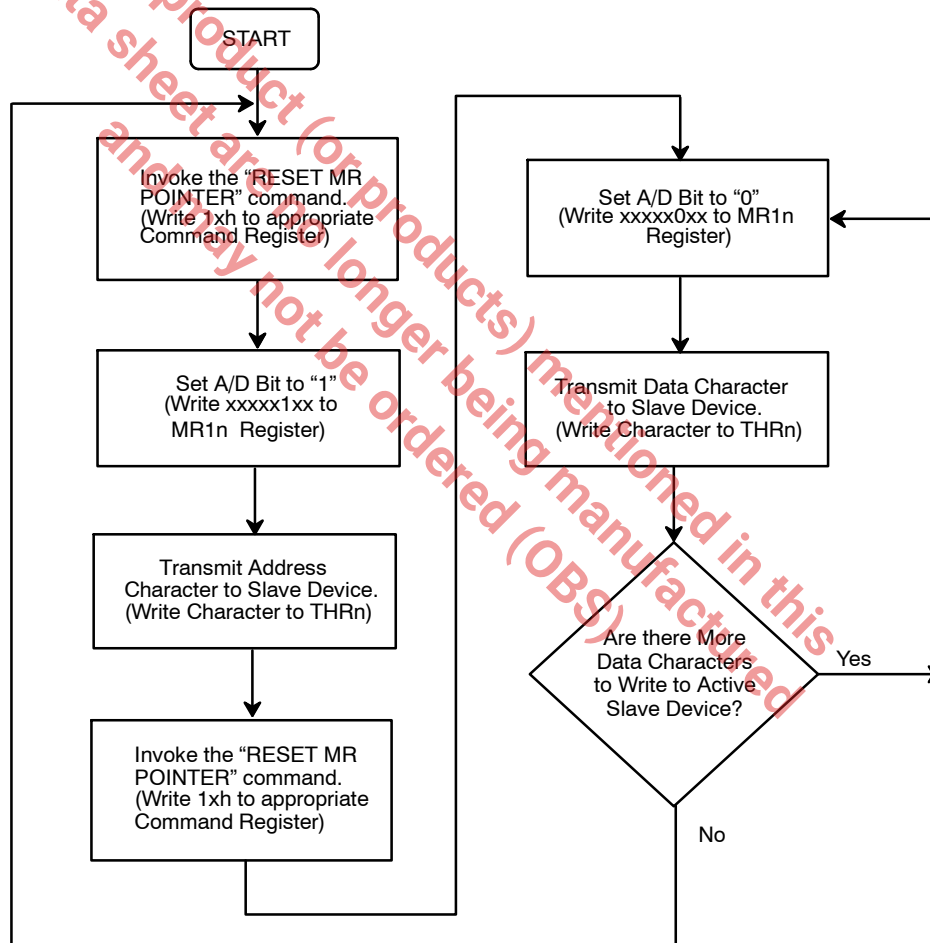 START
Invoke the “RESET MR
POINTER” command.
(Write 1xh to appropriate
Command Register)
Set A/D Bit to “1”
(Write xxxxx1xx to
MR1n Register)
Transmit Address
Character to Slave Device.
(Write Character to THRn)
Invoke the “RESET MR
POINTER” command.
(Write 1xh to appropriate
Command Register)
Set A/D Bit to “0”
(Write xxxxx0xx to MR1n
Register)
Transmit Data Character
to Slave Device.
(Write Character to THRn)
Are there More
Data Characters
to Write to Active
Slave Device?
Yes
No
product (or products) mentioned in this
sheet are no longer being manufactured
and may not be ordered (OBS)